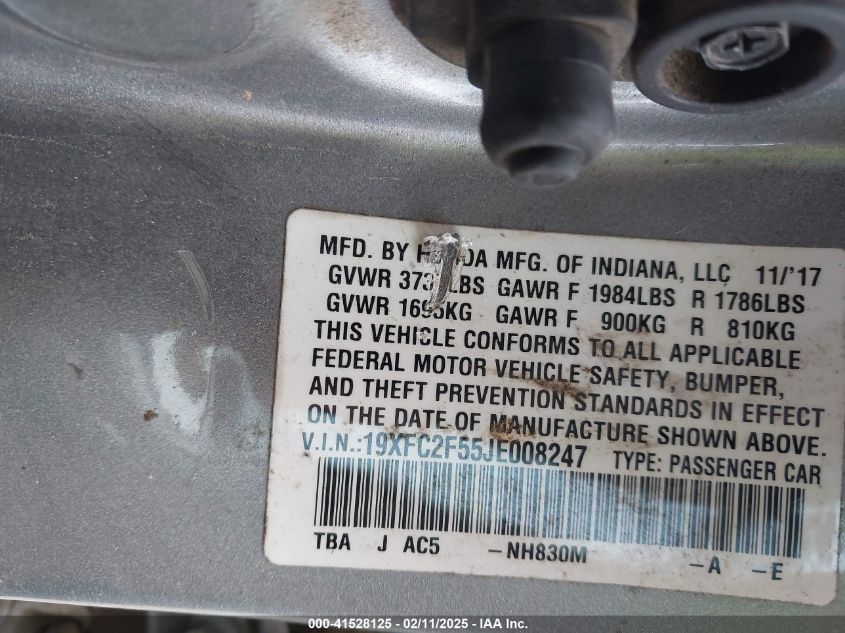 MFD. BY MFG. OF INDIANA, LLC 11/'17
GVWR LBS GAWR F 1984LBS R 1786LBS
GVWR KG GAWR F 900KG R 810KG
THIS VEHICLE CONFORMS TO ALL APPLICABLE
FEDERAL MOTOR VEHICLE SAFETY, BUMPER,
AND THEFT PREVENTION STANDARDS IN EFFECT
ON THE DATE OF MANUFACTURE SHOWN ABOVE.
V.I.N.:19XFC2F55JE008247 TYPE: PASSENGER CAR
TBA J AC5 -NH830M -A -E
000-41528125 - 02/11/2025 - IAA Inc.